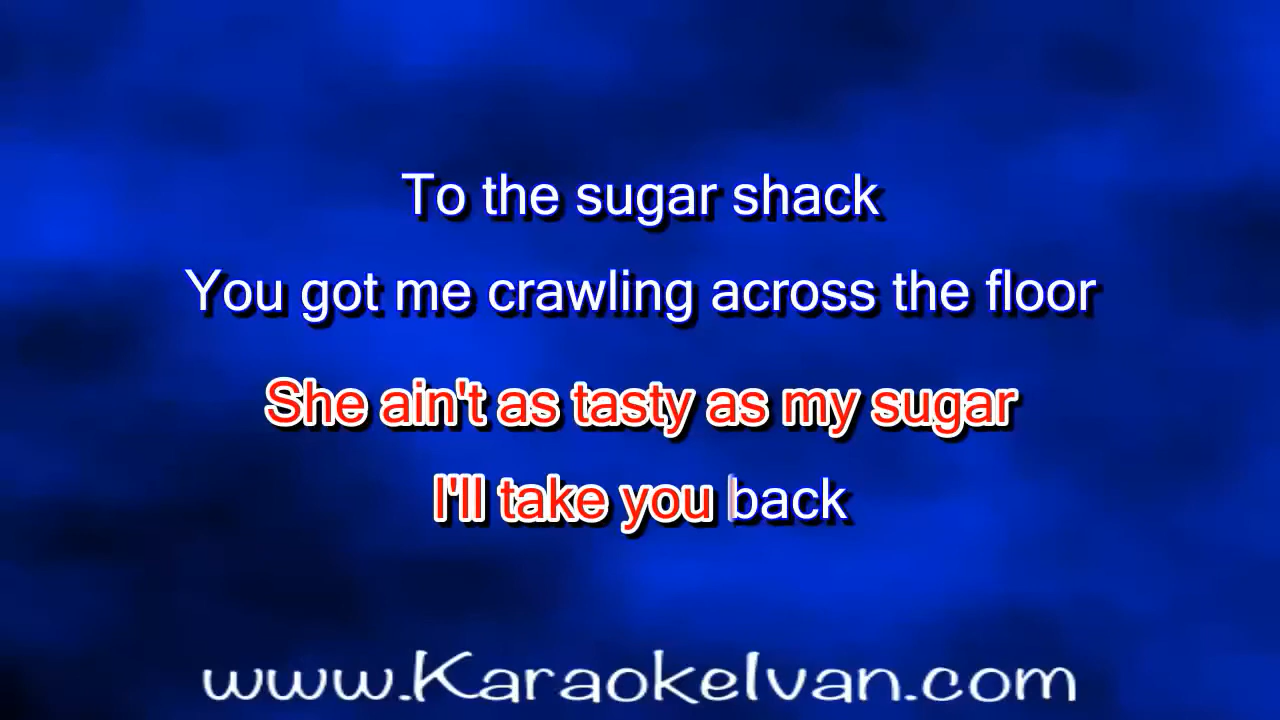 To the sugar shack
You got me crawling across the floor
She ain't as tasty as my sugar
I'll take you back
www.KaraokeIvan.com